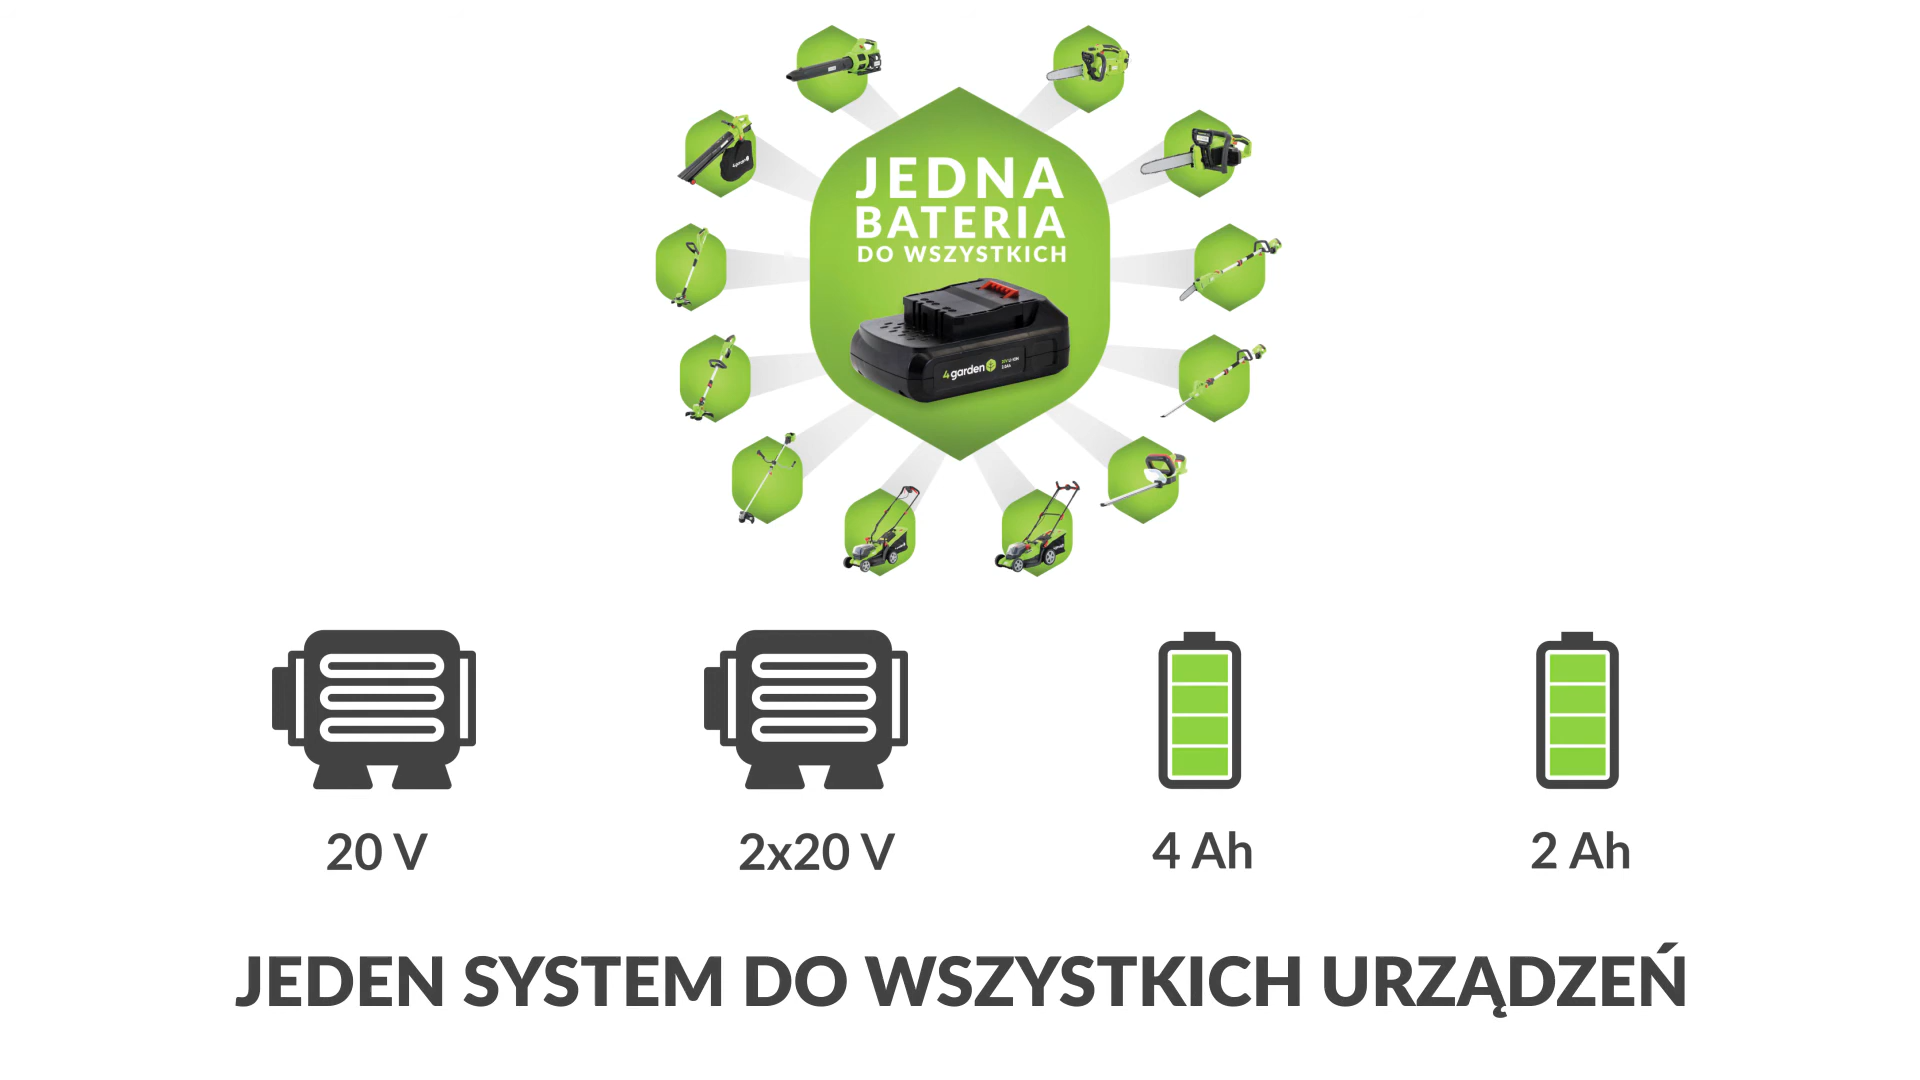 JEDNA
BATERIA
DO WSZYSTKICH
4garden
20 V
2x20 V
4 Ah
2 Ah
JEDEN SYSTEM DO WSZYSTKICH URZĄDZEŃ